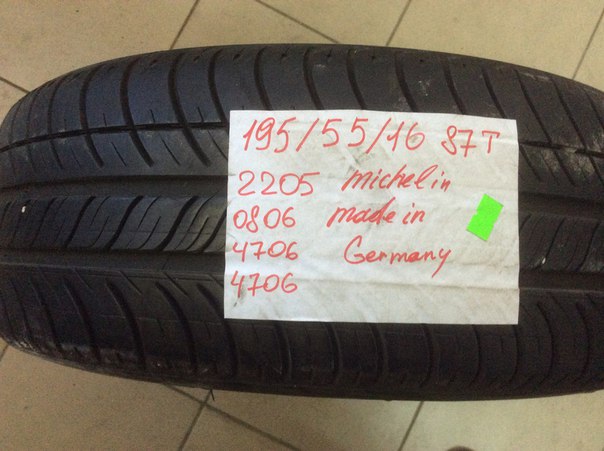 195/55/16 87T
2205 Michelin
0806 made in
4706 Germany
4706